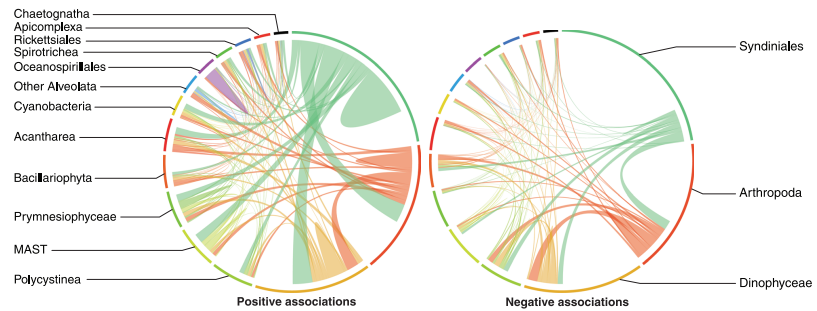 Chaetognatha
Apicomplexa
Rickettsiales
Spirotrichea
Oceanospirillales
Other Alveolata
Cyanobacteria
Acantharea
Bacillariophyta
Prymnesiophyceae
MAST
Polycystinea
Positive associations
Syndiniales
Arthropoda
Dinophyceae
Negative associations